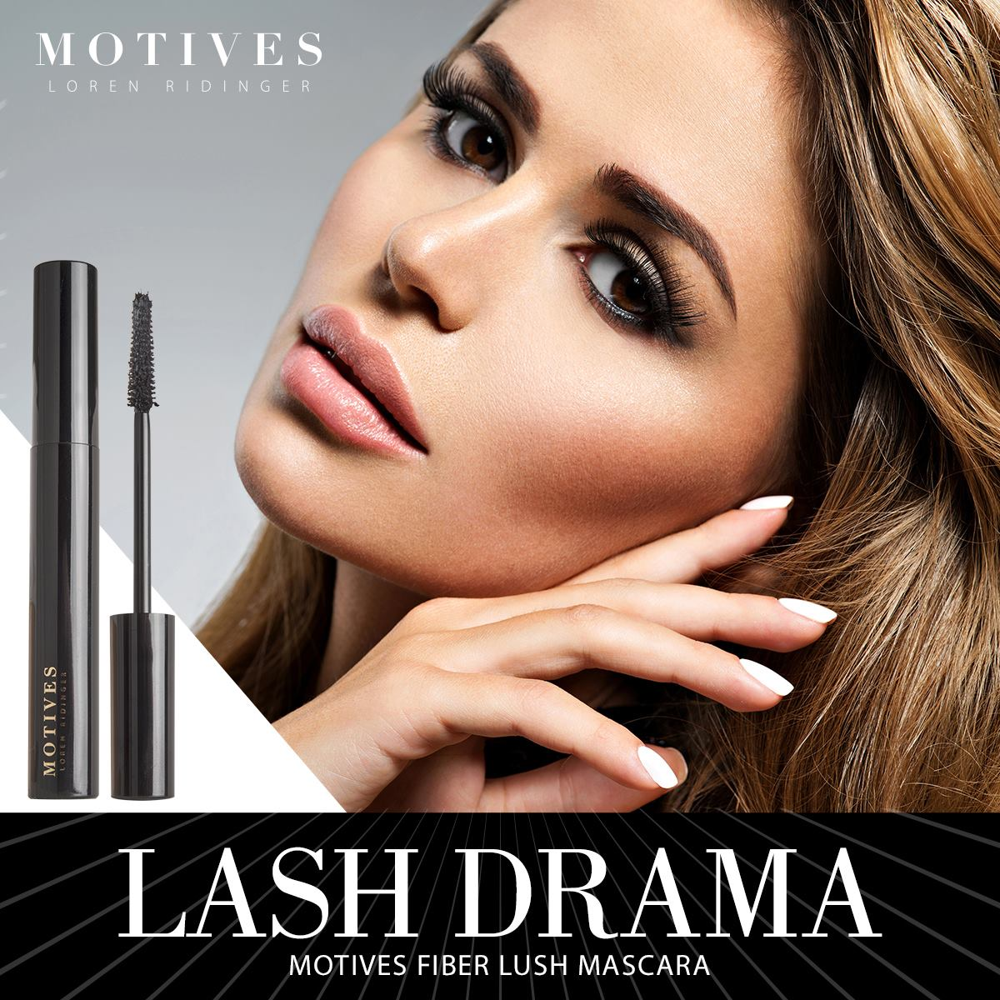 MOTIVES
LOREN RIDINGER
MOTIVES
LOREN RIDINGER
LASH DRAMA
MOTIVES FIBER LUSH MASCARA